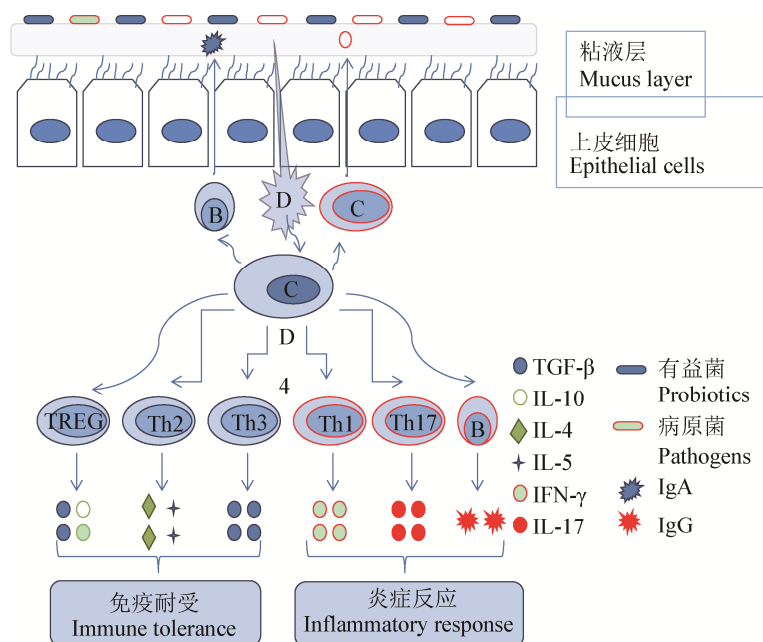 粘液层
Mucus layer
上皮细胞
Epithelial cells
B
D
C
C
D
4
TREG
Th2
Th3
Th1
Th17
B
TGF-β
IL-10
IL-4
IL-5
IFN-γ
IL-17
有益菌
Probiotics
病原菌
Pathogens
IgA
IgG
免疫耐受
Immune tolerance
炎症反应
Inflammatory response